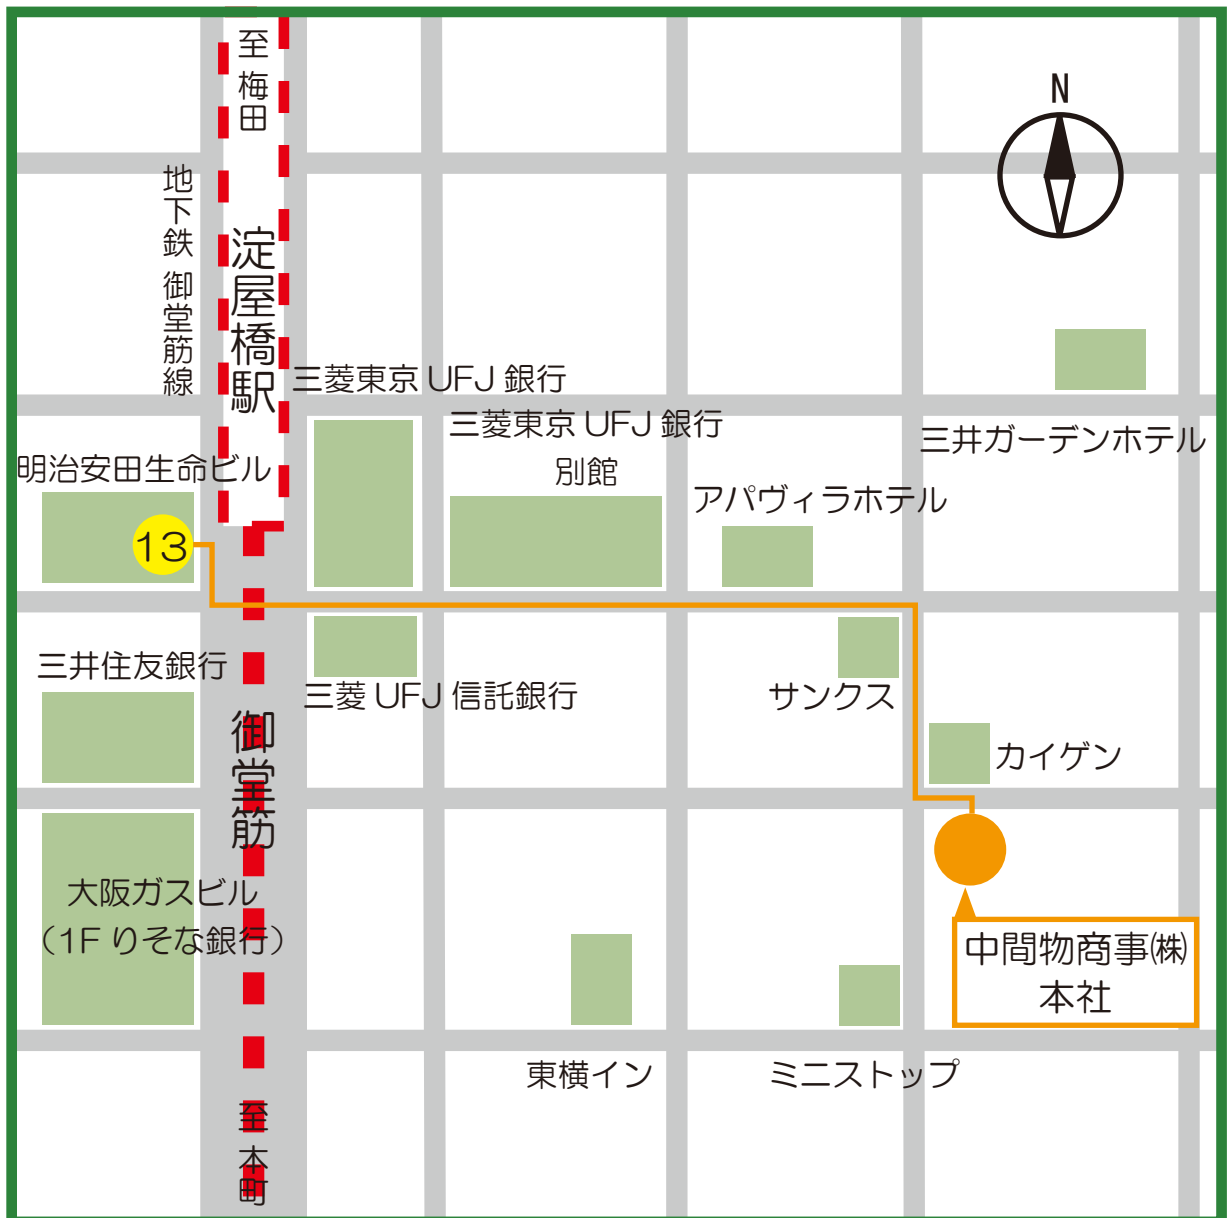 至 梅田
N
地下鉄 御堂筋線
淀屋橋駅
三菱東京 UFJ 銀行
三菱東京 UFJ 銀行
別館
三井ガーデンホテル
明治安田生命ビル
アパヴィラホテル
13
三井住友銀行
三菱 UFJ 信託銀行
サンクス
御堂筋
カイゲン
大阪ガスビル
（1F りそな銀行）
中間物商事㈱
本社
東横イン
ミニストップ
至 本町